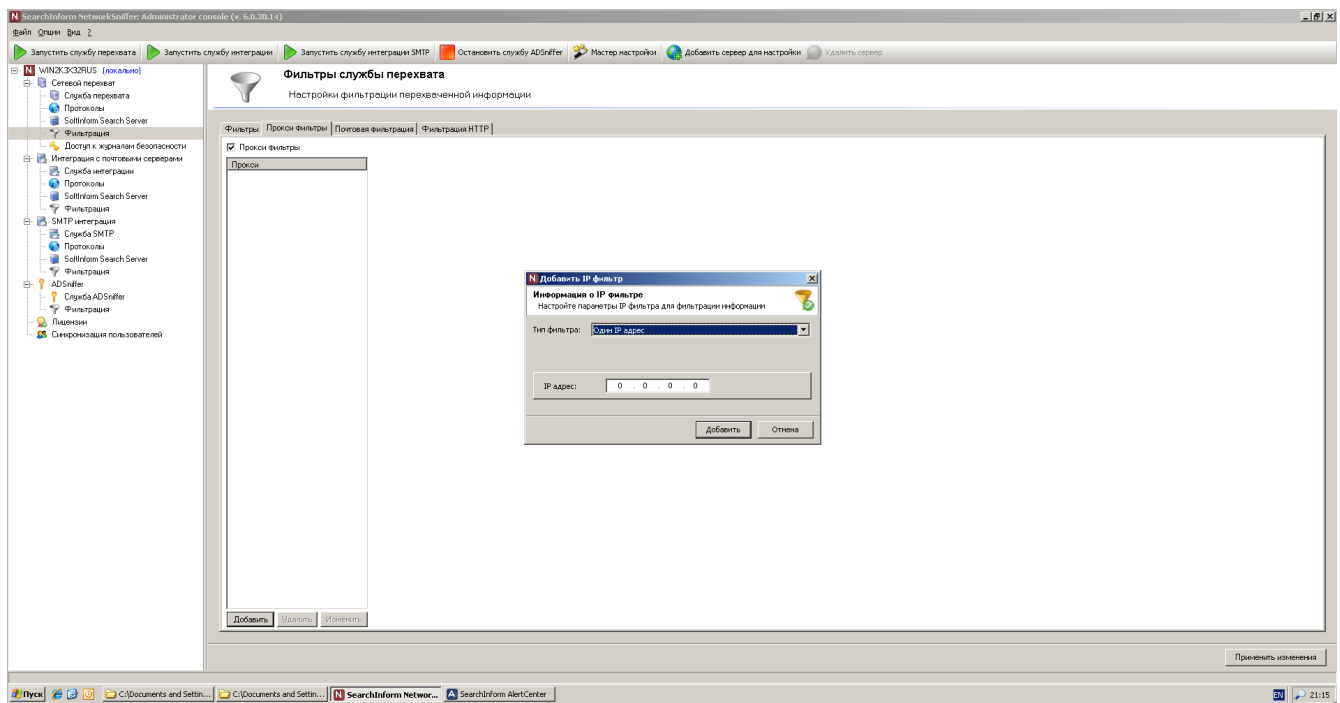 SearchInform NetworkSniffer: Administrator console (v. 6.0.30.14)
Файл Опции Вид ?
Запустить службу перехвата Запустить службу интеграции Запустить службу интеграции SMTP Остановить службу ADSniffer Мастер настройки Добавить сервер для настройки Удалить сервер
WIN2K3X32RUS (локально)
Сетевой перехват
Служба перехвата
Протоколы
SoftInform Search Server
Фильтрация
Доступ к журналам безопасности
Интеграция с почтовыми серверами
Служба интеграции
Протоколы
SoftInform Search Server
Фильтрация
SMTP интеграция
Служба SMTP
Протоколы
SoftInform Search Server
Фильтрация
ADSniffer
Служба ADSniffer
Фильтрация
Лицензии
Синхронизация пользователей
Фильтры службы перехвата
Настройки фильтрации перехваченной информации
Фильтры Прокси фильтры Почтовая фильтрация Фильтрация HTTP
Прокси фильтры
Прокси
Добавить IP фильтр
Информация о IP Фильтре
Настройте параметры IP фильтра для фильтрации информации
Тип фильтра: Один IP адрес
IP адрес: 0 . 0 . 0 . 0
Добавить Отмена
Добавить Удалить Изменить
Применить изменения
Пуск C:\Documents and Settin... C:\Documents and Settin... SearchInform Networ... SearchInform AlertCenter EN 21:15